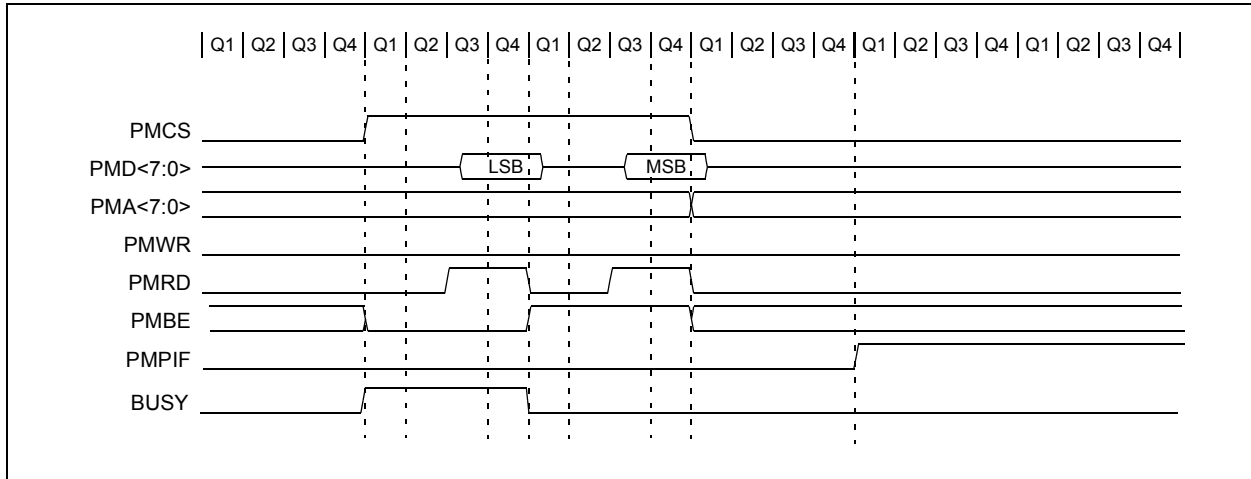 Q1 Q2 Q3 Q4 Q1 Q2 Q3 Q4 Q1 Q2 Q3 Q4 Q1 Q2 Q3 Q4 Q1 Q2 Q3 Q4 Q1 Q2 Q3 Q4
PMCS
PMD<7:0> LSB MSB
PMA<7:0>
PMWR
PMRD
PMBE
PMPIF
BUSY